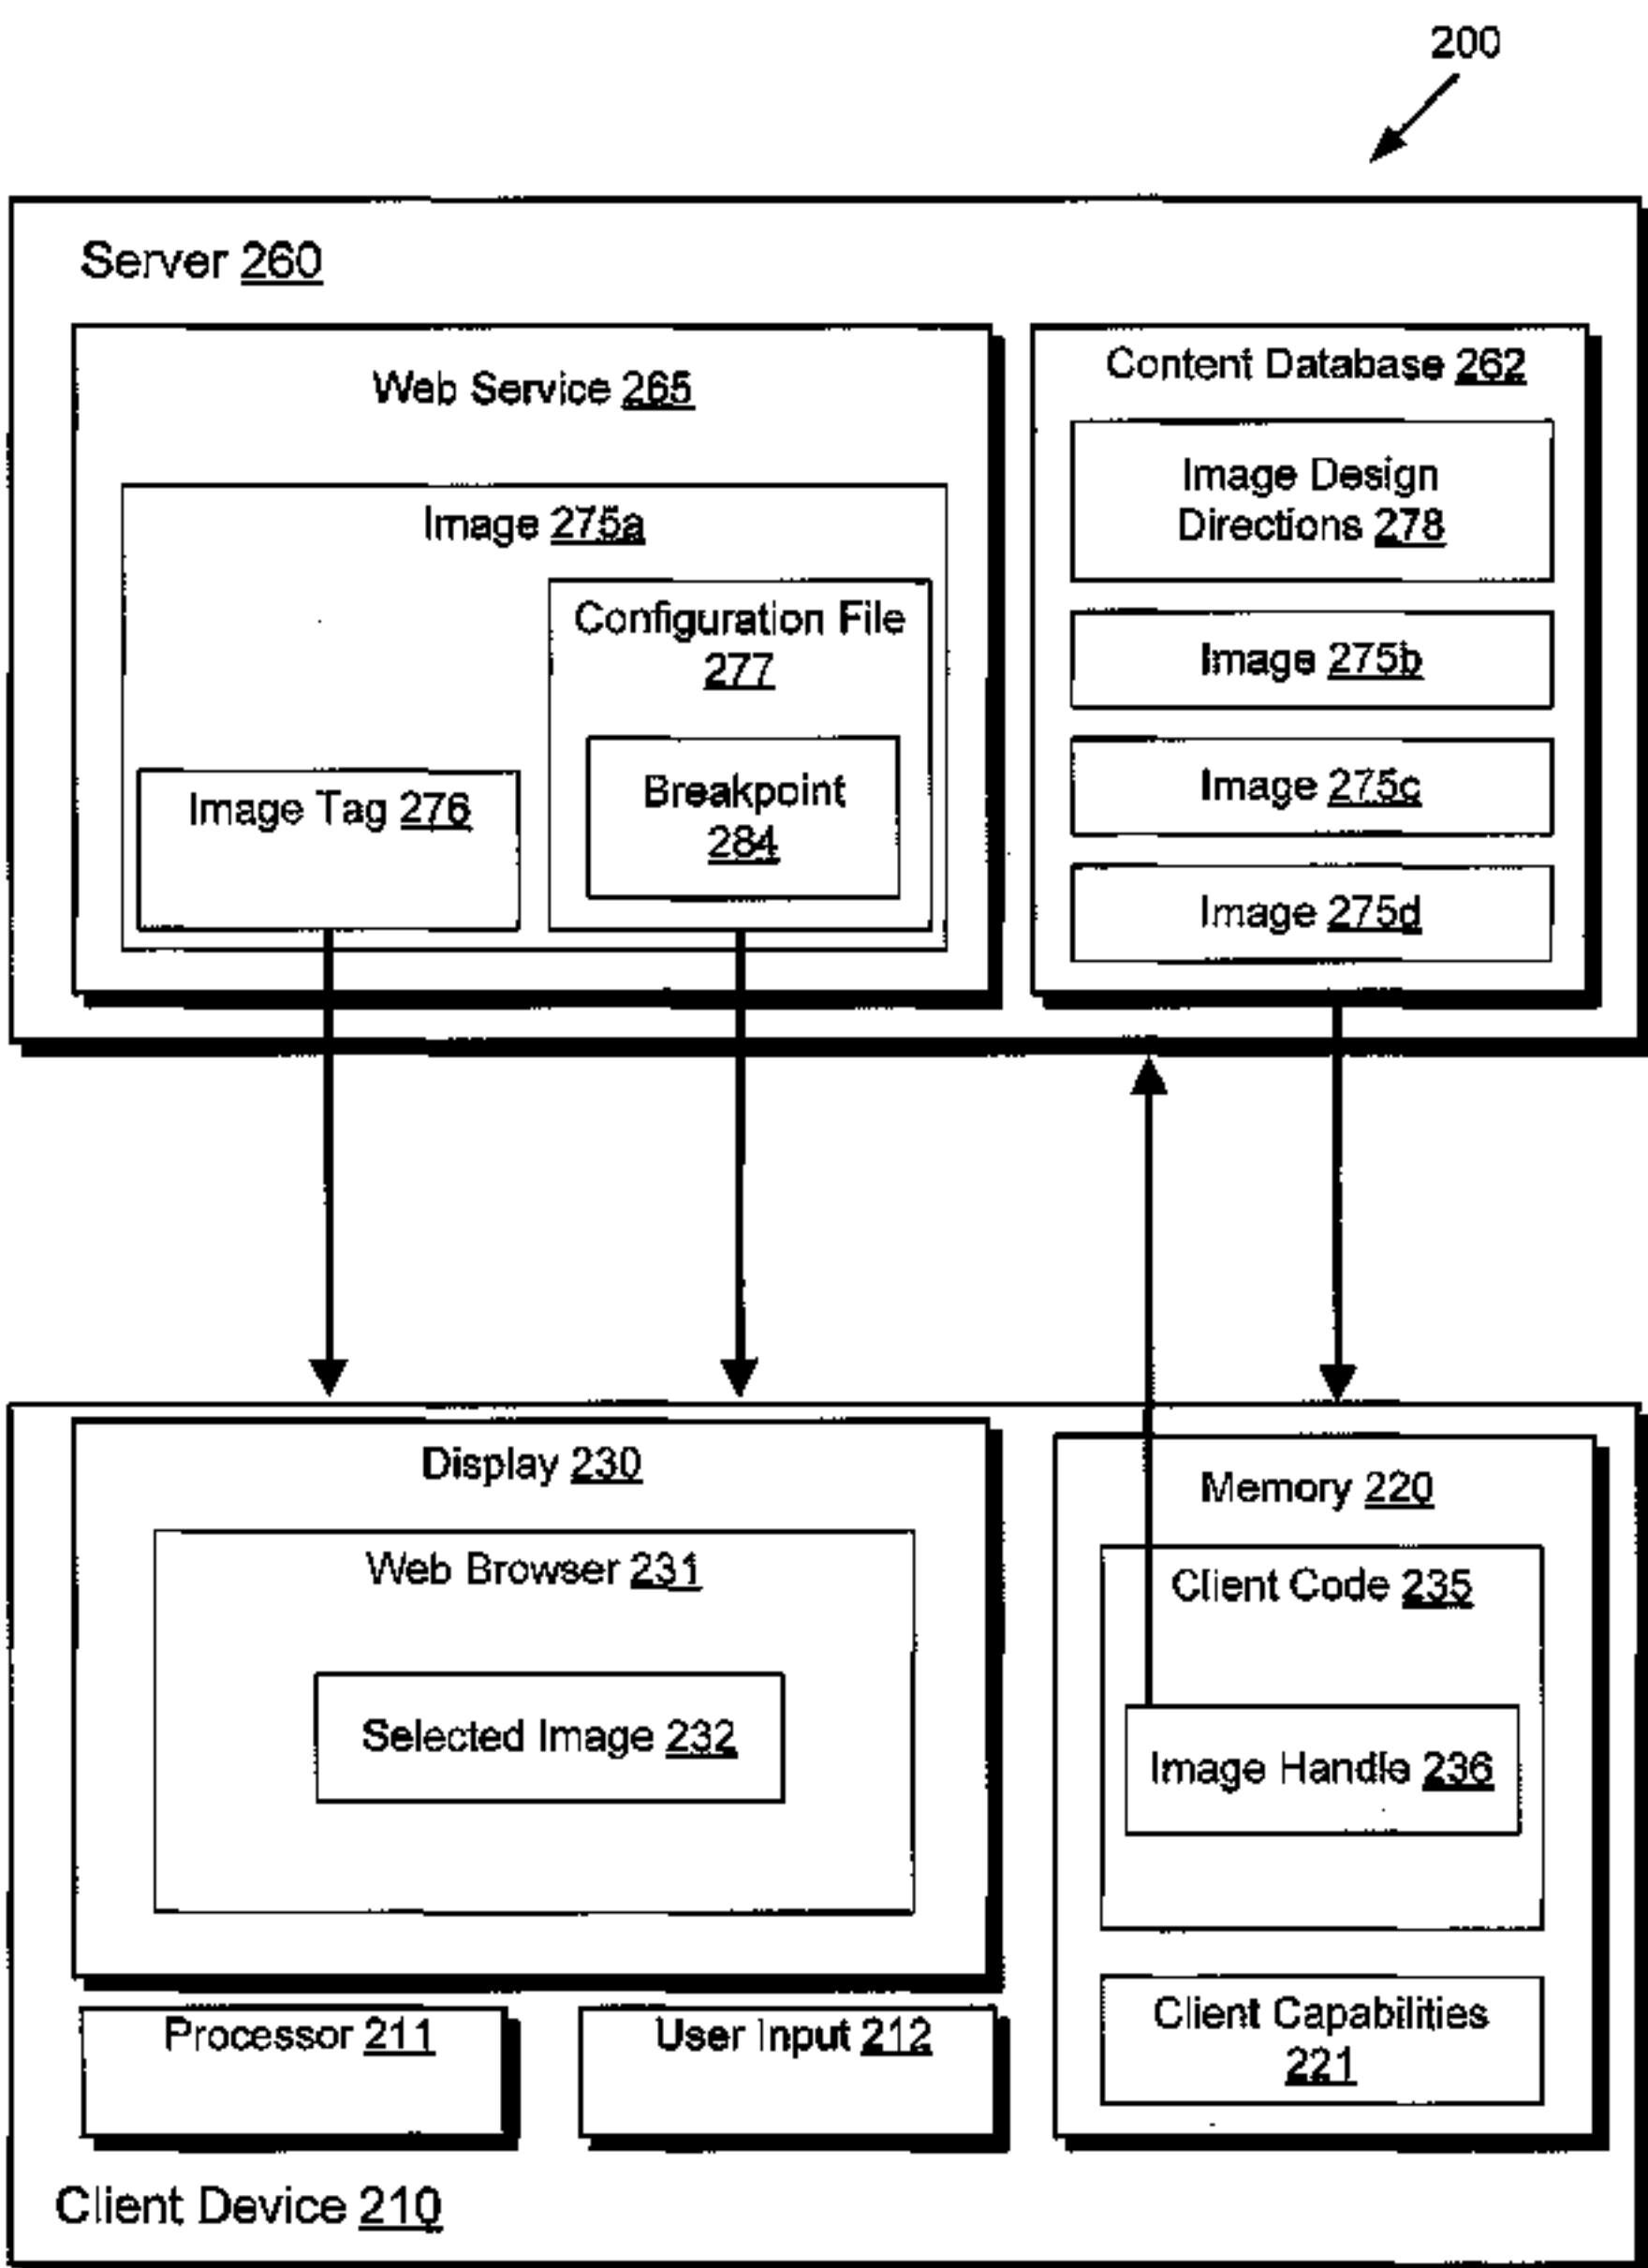 200
Server 260
Web Service 265
Image 275a
Configuration File
277
Breakpoint
284
Image Tag 276
Content Database 262
Image Design
Directions 278
Image 275b
Image 275c
Image 275d
Display 230
Web Browser 231
Selected Image 232
Memory 220
Client Code 235
Image Handle 236
Client Capabilities
221
Processor 211
User Input 212
Client Device 210